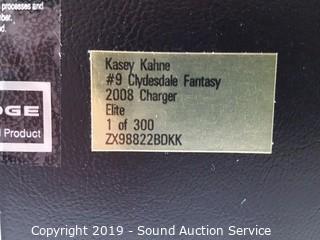 processes and
mber.
d.
DGE
d Product
Kasey Kahne
#9 Clydesdale Fantasy
2008 Charger
Elite
1 of 300
ZX98822BDKK
Copyright 2019 - Sound Auction Service